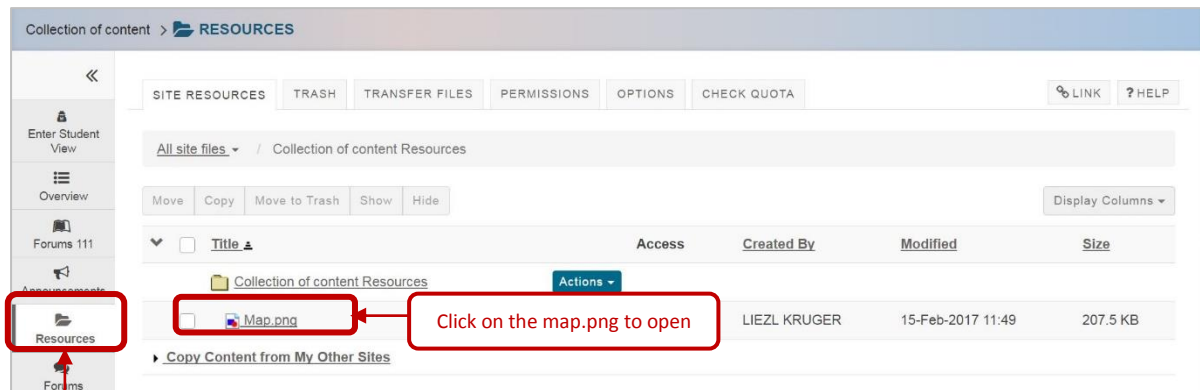 Collection of content > RESOURCES
«
SITE RESOURCES TRASH TRANSFER FILES PERMISSIONS OPTIONS CHECK QUOTA LINK ? HELP
Enter Student
View
All site files / Collection of content Resources
Overview
Move Copy Move to Trash Show Hide Display Columns
Forums 111
Title Access Created By Modified Size
Announcements
Collection of content Resources Actions
Resources
Map.png Click on the map.png to open LIEZL KRUGER 15-Feb-2017 11:49 207.5 KB
Copy Content from My Other Sites
Forums